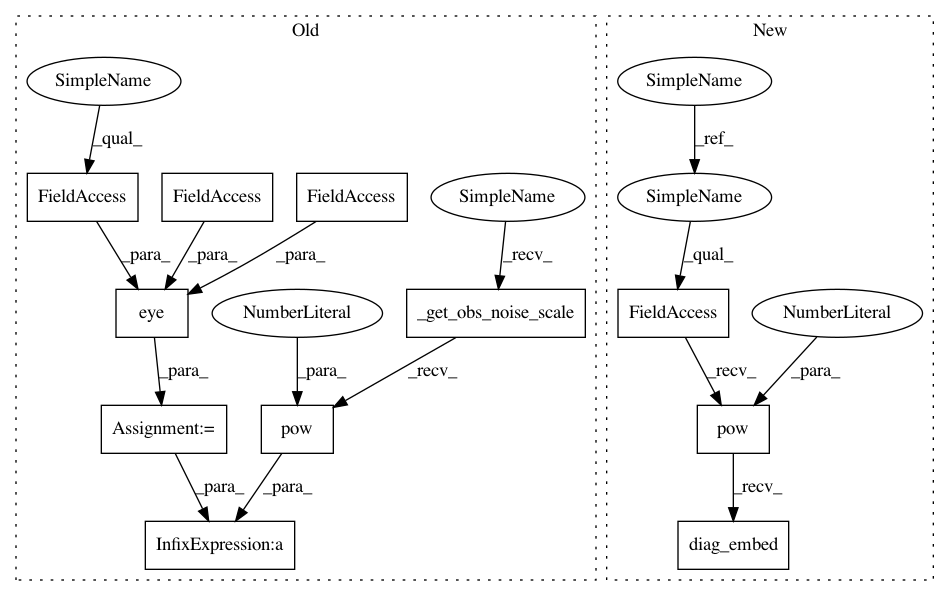 Old
New
SimpleName
SimpleName
_qual_
_ref_
FieldAccess
FieldAccess
FieldAccess
SimpleName
SimpleName
_para_
_para_
_para_
_recv_
_qual_
eye
NumberLiteral
_get_obs_noise_scale
FieldAccess
NumberLiteral
_para_
_para_
_recv_
_recv_
_para_
Assignment:=
pow
pow
_para_
_para_
_recv_
InfixExpression:a
diag_embed